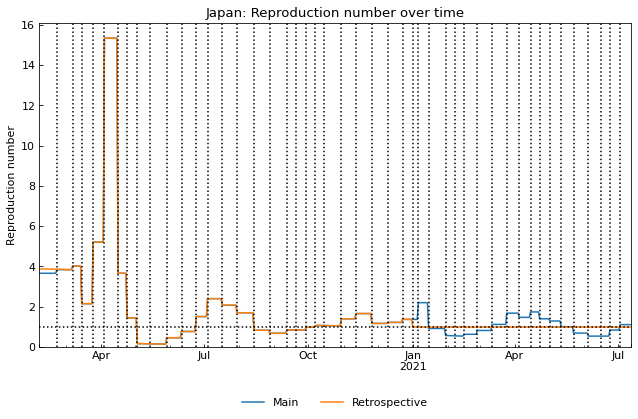 Japan: Reproduction number over time
Reproduction number
16
14
12
10
8
6
4
2
0
Apr
Jul
Oct
Jan
2021
Apr
Jul
Main
Retrospective